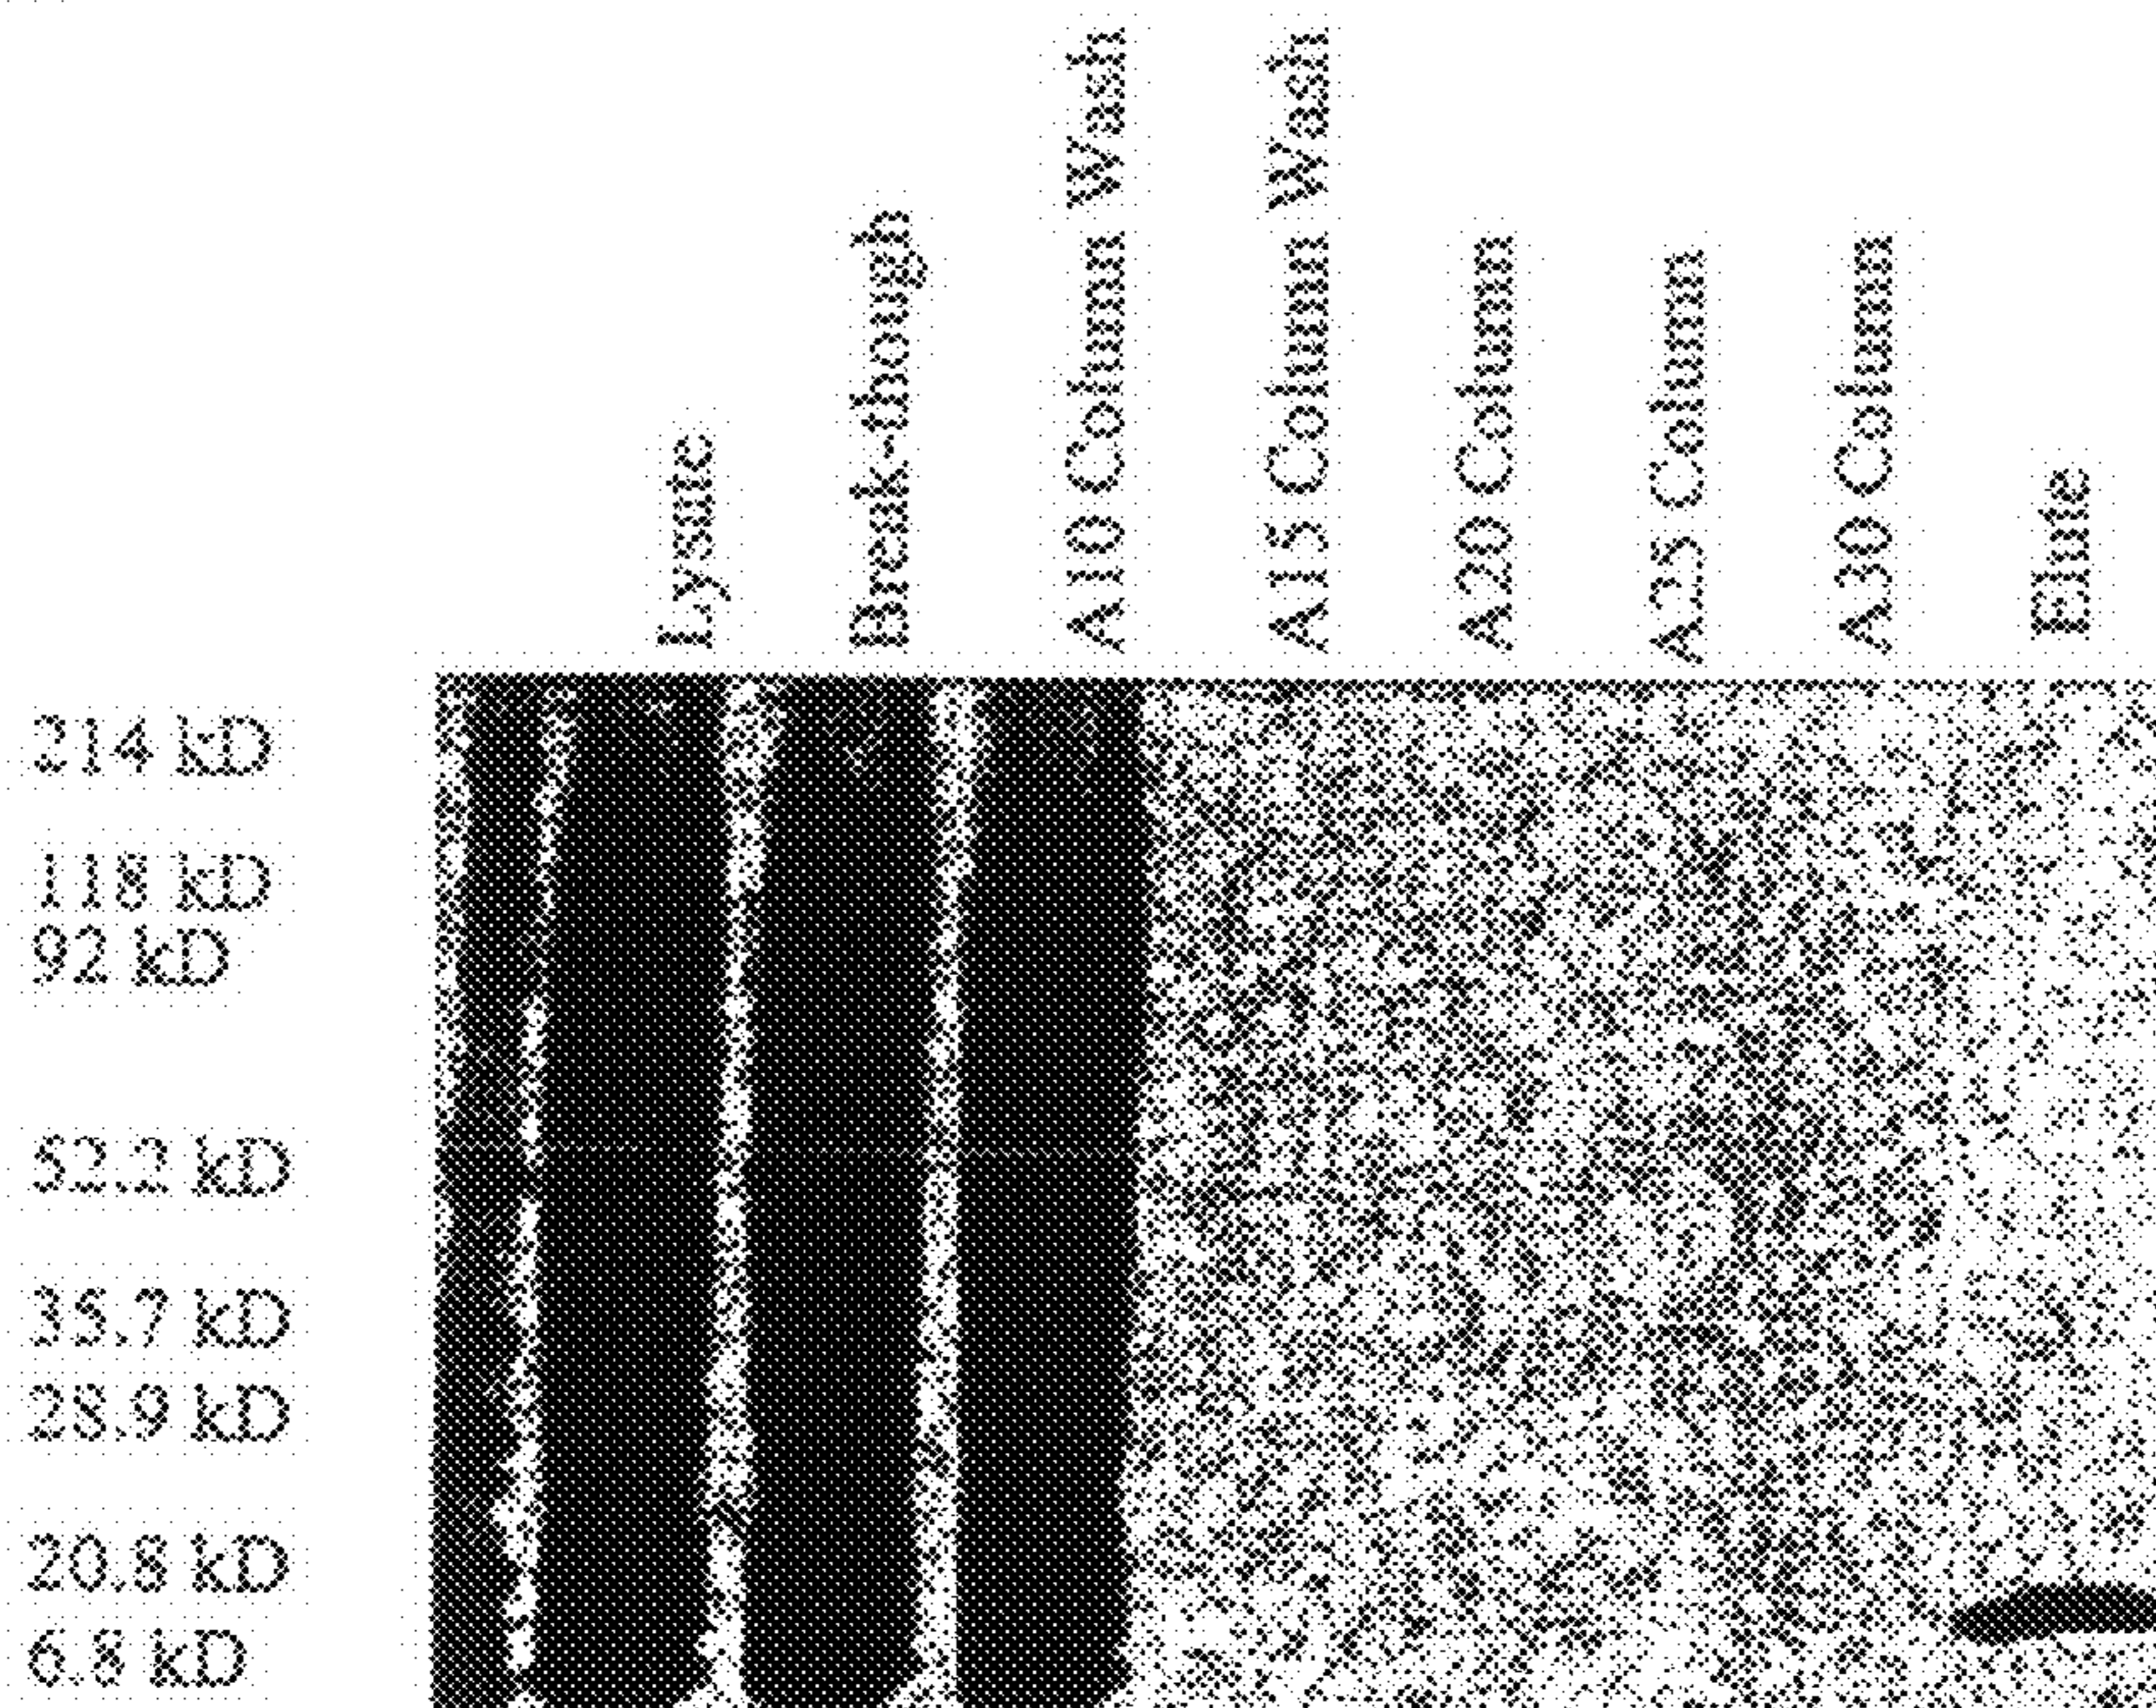 Lysate
Break-though
A10 Column Wash
A15 Column Wash
A20 Column
A25 Column
A30 Column
Elute
214 kD
118 kD
92 kD
52.2 kD
35.7 kD
28.9 kD
20.8 kD
6.8 kD